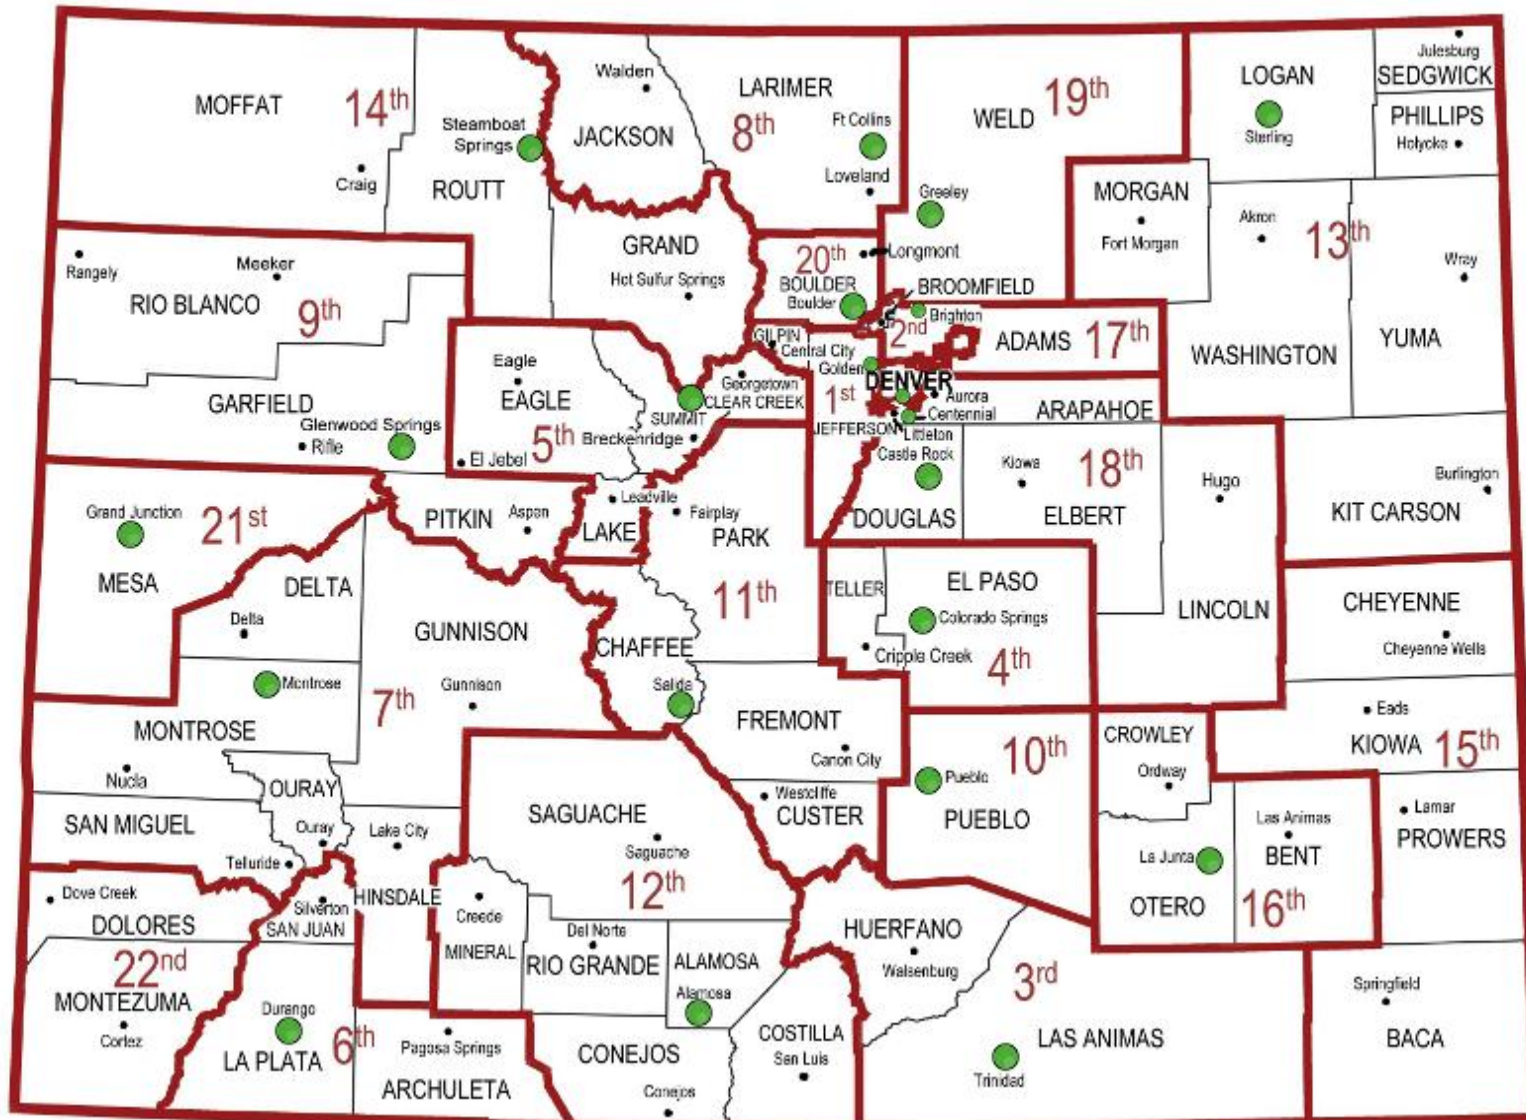 MOFFAT
14th
Craig
Steamboat
Springs
ROUTT
Walden
JACKSON
LARIMER
8th
Ft Collins
Loveland
WELD
19th
Greeley
LOGAN
Sterling
Julesburg
SEDGWICK
PHILLIPS
Holycke
MORGAN
Fort Morgan
Akron
13th
WASHINGTON
Wray
YUMA
Rangely
Meeker
RIO BLANCO
9th
GRAND
Hot Sulfur Springs
20th
Longmont
BOULDER
Boulder
BROOMFIELD
2nd
Brighton
ADAMS
17th
GILPIN
Central City
Golden
DENVER
Georgetown
CLEAR CREEK
1st
JEFFERSON
Aurora
Centennial
Littleton
ARAPAHOE
GARFIELD
Glenwood Springs
Rifle
Eagle
EAGLE
5th
El Jebel
SUMMIT
Breckenridge
Castle Rock
DOUGLAS
Kiowa
18th
ELBERT
Hugo
LINCOLN
Burlington
KIT CARSON
Grand Junction
21st
MESA
PITKIN
Aspen
Leadville
LAKE
Fairplay
PARK
11th
DELTA
Delta
GUNNISON
Gunnison
7th
CHAFFEE
Salida
TELLER
EL PASO
Colorado Springs
Cripple Creek
4th
CHEYENNE
Cheyenne Wells
Montrose
MONTROSE
Nucla
FREMONT
Canon City
10th
Pueblo
PUEBLO
CROWLEY
Ordway
Eads
KIOWA
15th
OURAY
Ouray
SAN MIGUEL
Telluride
Lake City
HINSDALE
SAGUACHE
Saguache
12th
Westcliffe
CUSTER
La Junta
OTERO
Las Animas
BENT
16th
Lamar
PROWERS
Dove Creek
DOLORES
22nd
MONTEZUMA
Cortez
Silverton
SAN JUAN
Durango
LA PLATA
6th
Creede
MINERAL
Del Norte
RIO GRANDE
ALAMOSA
Alamosa
HUERFANO
Walsenburg
3rd
LAS ANIMAS
Trinidad
Pagosa Springs
ARCHULETA
CONEJOS
Conejos
COSTILLA
San Luis
Springfield
BACA